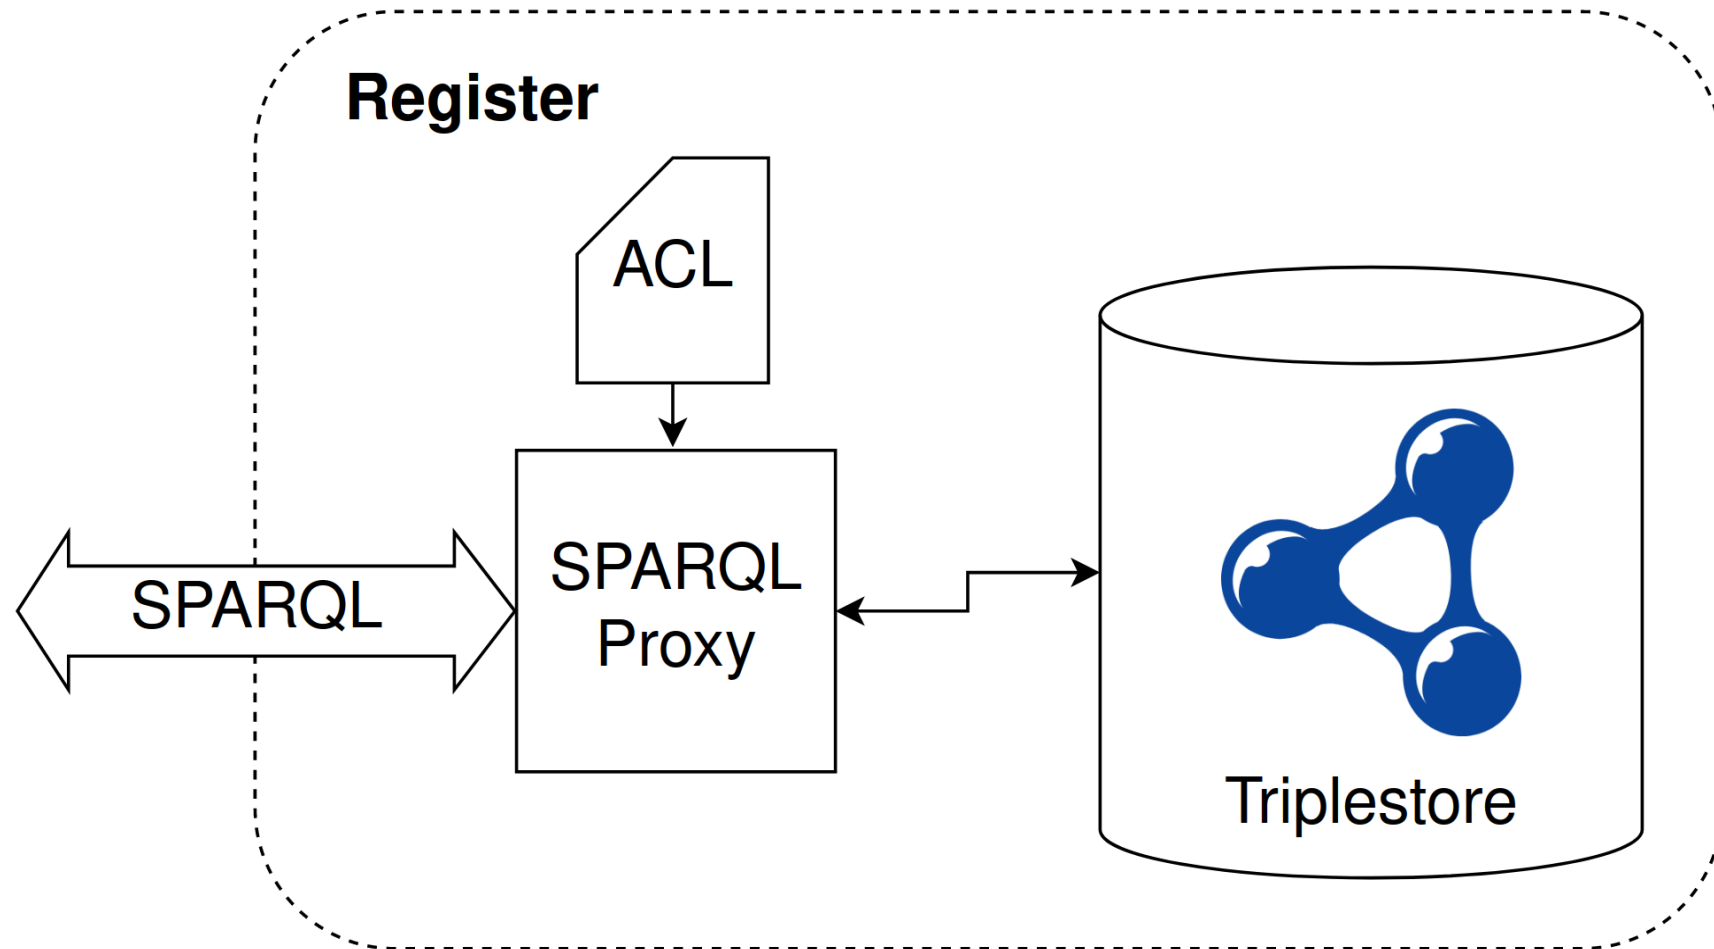 Register
ACL
SPARQL
SPARQL
Proxy
Triplestore